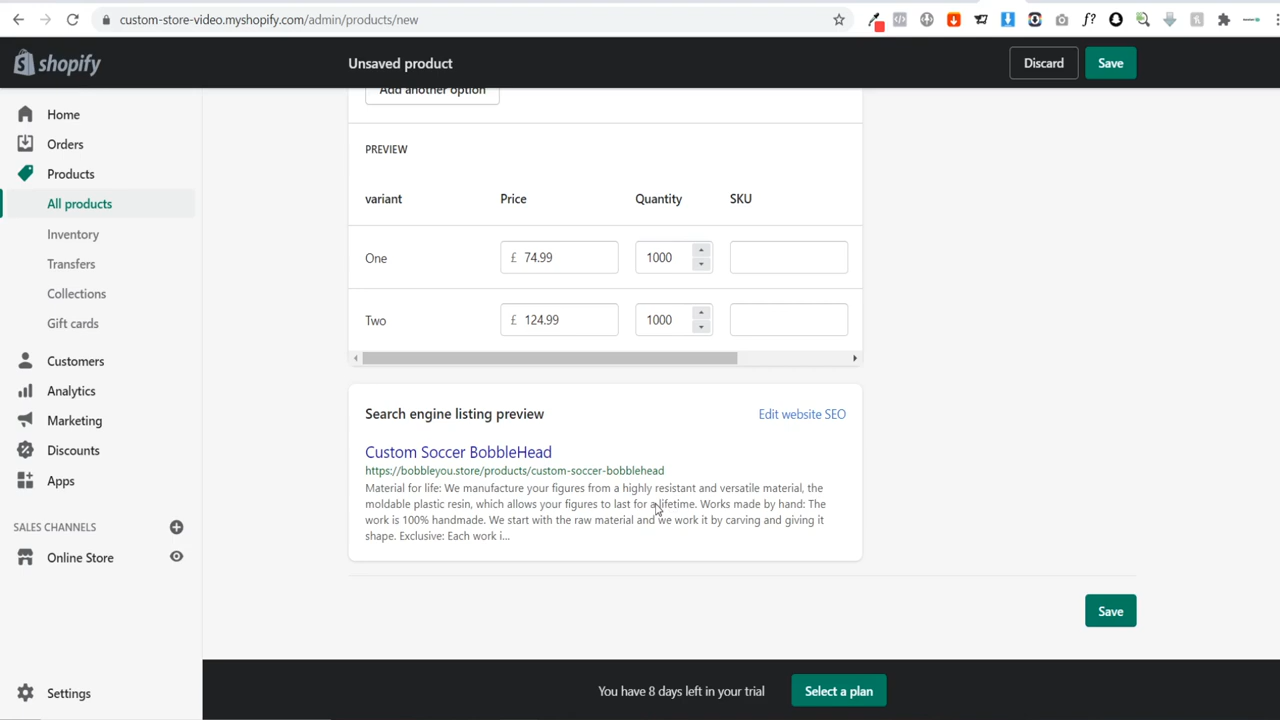 custom-store-video.myshopify.com/admin/products/new
shopify
Unsaved product
Discard
Save
Home
Orders
Products
All products
Inventory
Transfers
Collections
Gift cards
Customers
Analytics
Marketing
Discounts
Apps
SALES CHANNELS
Online Store
Settings
Add another option
PREVIEW
variant Price Quantity SKU
One £ 74.99 1000
Two £ 124.99 1000
Search engine listing preview Edit website SEO
Custom Soccer BobbleHead
https://bobbleyou.store/products/custom-soccer-bobblehead
Material for life: We manufacture your figures from a highly resistant and versatile material, the
moldable plastic resin, which allows your figures to last for a lifetime. Works made by hand: The
work is 100% handmade. We start with the raw material and we work it by carving and giving it
shape. Exclusive: Each work i...
Save
You have 8 days left in your trial
Select a plan